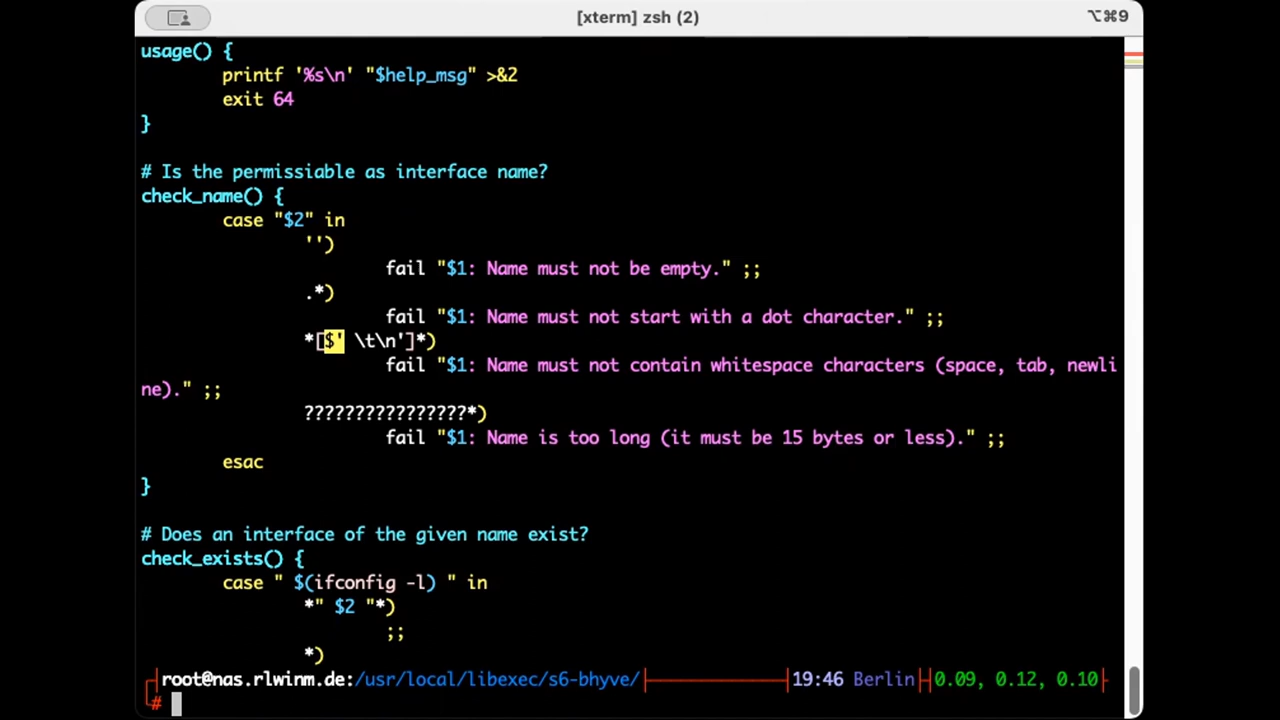 [xterm] zsh (2)
⌥⌘9
usage() {
printf '%s\n' "$help_msg" >&2
exit 64
}
# Is the permissiable as interface name?
check_name() {
case "$2" in
'')
fail "$1: Name must not be empty." ;;
.*)
fail "$1: Name must not start with a dot character." ;;
*[$' \t\n']*)
fail "$1: Name must not contain whitespace characters (space, tab, newli
ne)." ;;
????????????????*)
fail "$1: Name is too long (it must be 15 bytes or less)." ;;
esac
}
# Does an interface of the given name exist?
check_exists() {
case " $(ifconfig -l) " in
*" $2 "*)
;;
*)
root@nas.rlwinm.de:/usr/local/libexec/s6-bhyve/ 19:46 Berlin 0.09, 0.12, 0.10
#